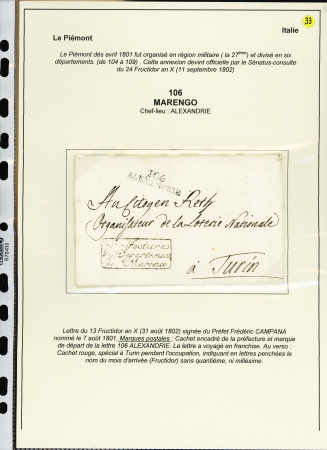 33
Italie
Le Piémont
Le Piémont dés avril 1801 fut organisé en région militaire ( la 27ème) et divisé en six
départements. (de 104 à 109) . Cette annexion devint officielle par le Sénatus-consulte
du 24 Fructidor an X (11 septembre 1802)
106
MARENGO
Chef-lieu : ALEXANDRIE
106
ALEXANDRIE
Au Citoyen
Organisateur de la Loterie Nationale
Préfecture
du Département
de Marengo
à Turin
Lettre du 13 Fructidor an X (31 août 1802) signée du Préfet Frédéric CAMPANA
nommé le 7 août 1801. Marques postales : Cachet encadré de la préfecture et marque
de départ de la lettre 106 ALEXANDRIE. La lettre a voyagé en franchise. Au verso :
Cachet rouge, spécial à Turin pendant l'occupation, indiquant en lettres penchées le
nom du mois d'arrivée (Fructidor) sans quantième, ni millésime.